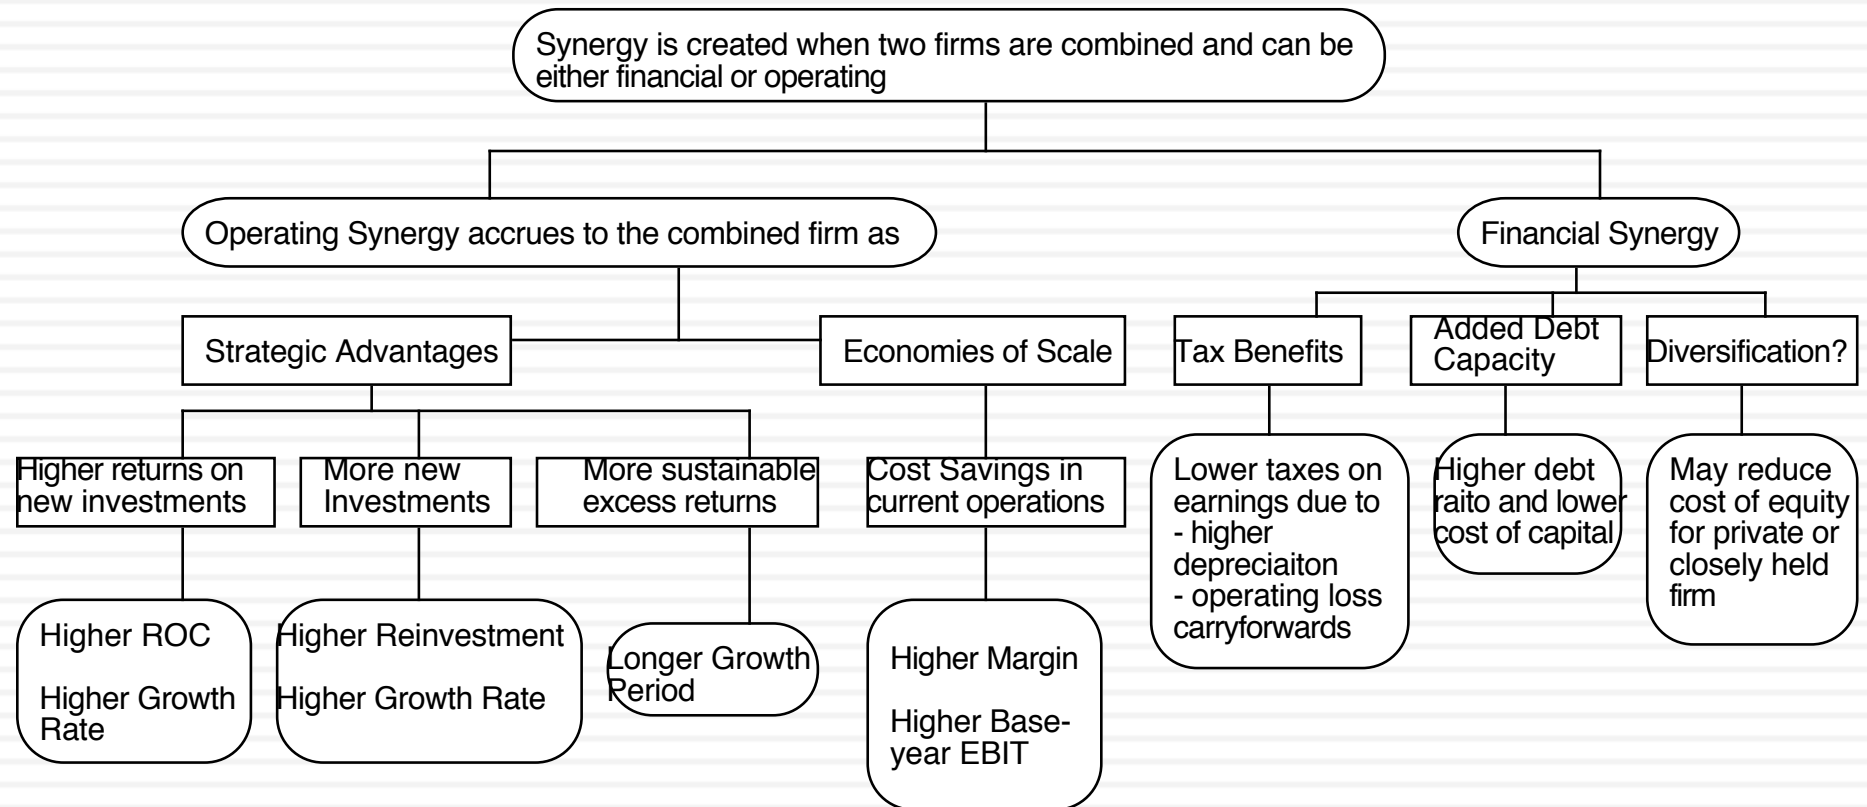 Synergy is created when two firms are combined and can be
either financial or operating
Operating Synergy accrues to the combined firm as
Financial Synergy
Strategic Advantages
Economies of Scale
Tax Benefits
Added Debt
Capacity
Diversification?
Higher returns on
new investments
More new
Investments
More sustainable
excess returns
Cost Savings in
current operations
Lower taxes on
earnings due to
- higher
depreciaiton
- operating loss
carryforwards
Higher debt
raito and lower
cost of capital
May reduce
cost of equity
for private or
closely held
firm
Higher ROC
Higher Growth
Rate
Higher Reinvestment
Higher Growth Rate
Longer Growth
Period
Higher Margin
Higher Base-
year EBIT